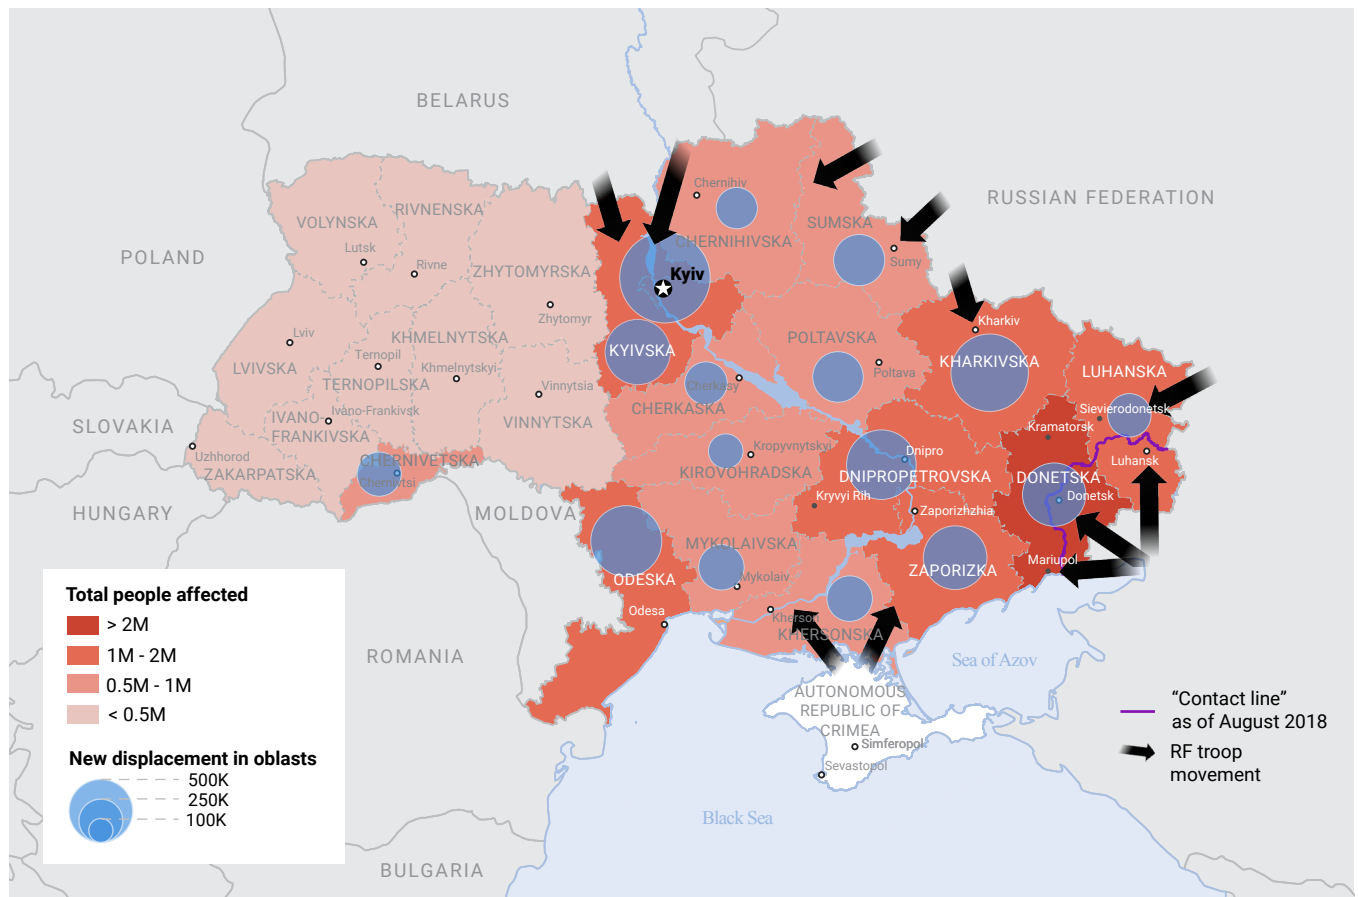 BELARUS
RUSSIAN FEDERATION
POLAND
SLOVAKIA
HUNGARY
MOLDOVA
ROMANIA
BULGARIA
VOLYNSKA
Lutsk
RIVNENSKA
Rivne
ZHYTOMYRSKA
Zhytomyr
Chernihiv
CHERNIHIVSKA
SUMSKA
Sumy
Kyiv
KYIVSKA
Lviv
LVIVSKA
Ternopil
TERNOPILSKA
KHMELNYTSKA
Khmelnytskyi
Vinnytsia
VINNYTSKA
Ivano-Frankivsk
IVANO-
FRANKIVSKA
Uzhhorod
ZAKARPATSKA
CHERNIVETSKA
Chernivtsi
Cherkasy
CHERKASKA
POLTAVSKA
Poltava
Kharkiv
KHARKIVSKA
LUHANSKA
Sievierodonetsk
Kramatorsk
Luhansk
Kropyvnytskyi
KIROVOHRADSKA
Dnipro
DNIPROPETROVSKA
Kryvyi Rih
Zaporizhzhia
ZAPORIZKA
DONETSKA
Donetsk
Mariupol
MYKOLAIVSKA
Mykolaiv
ODESKA
Odesa
Kherson
KHERSONSKA
AUTONOMOUS
REPUBLIC OF
CRIMEA
Simferopol
Sevastopol
Sea of Azov
Black Sea
Total people affected
> 2M
1M - 2M
0.5M - 1M
< 0.5M
New displacement in oblasts
500K
250K
100K
“Contact line”
as of August 2018
RF troop
movement